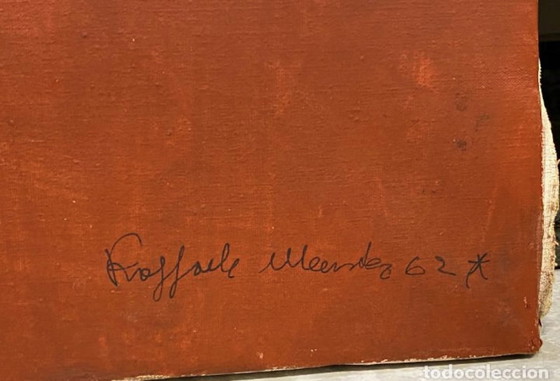 Raffaele 62 *
todocoleccion